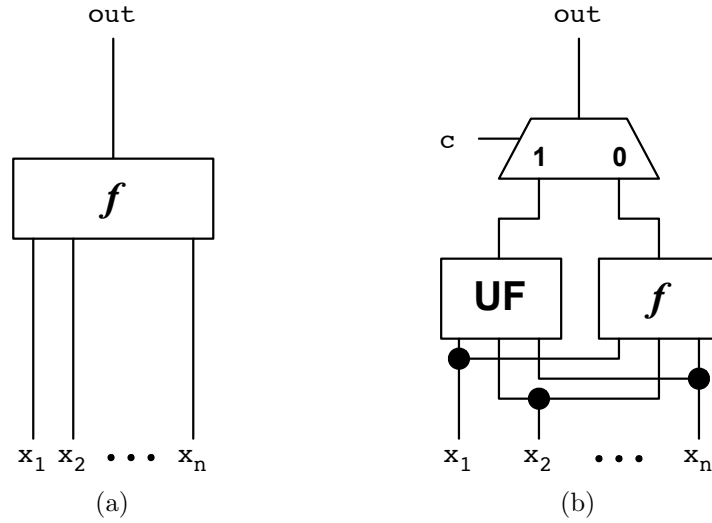 out
f
x1 x2 • • • xn
(a)
out
c
1 0
UF f
x1 x2 • • • xn
(b)